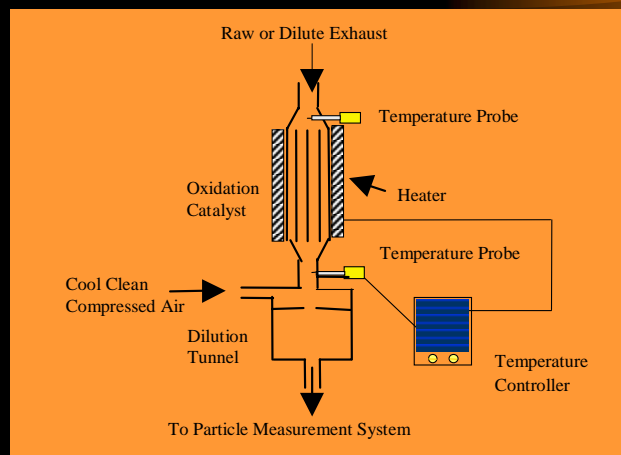 Raw or Dilute Exhaust
Temperature Probe
Oxidation
Catalyst
Heater
Temperature Probe
Cool Clean
Compressed Air
Dilution
Tunnel
Temperature
Controller
To Particle Measurement System